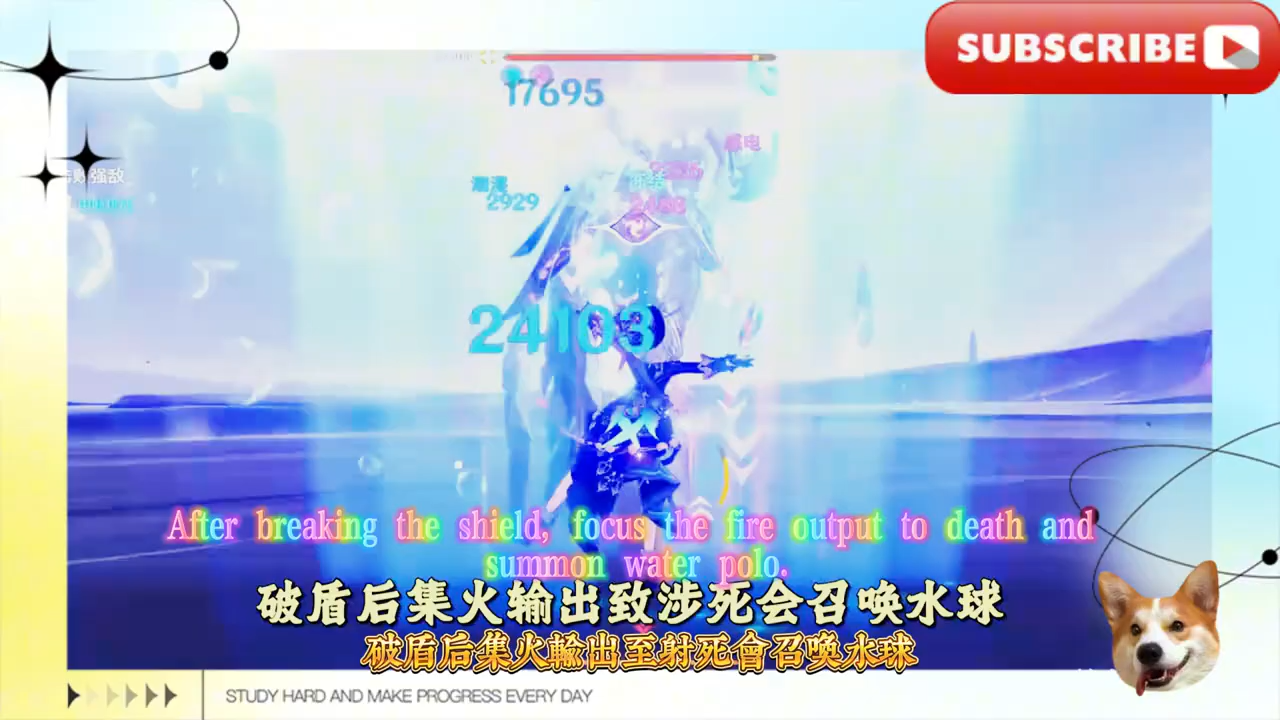 SUBSCRIBE
17695
感电
强敌
2929
24103
After breaking the shield, focus the fire output to death and
summon water polo.
破盾后集火输出致涉死会召唤水球
破盾后集火輸出至射死會召喚水球
STUDY HARD AND MAKE PROGRESS EVERY DAY